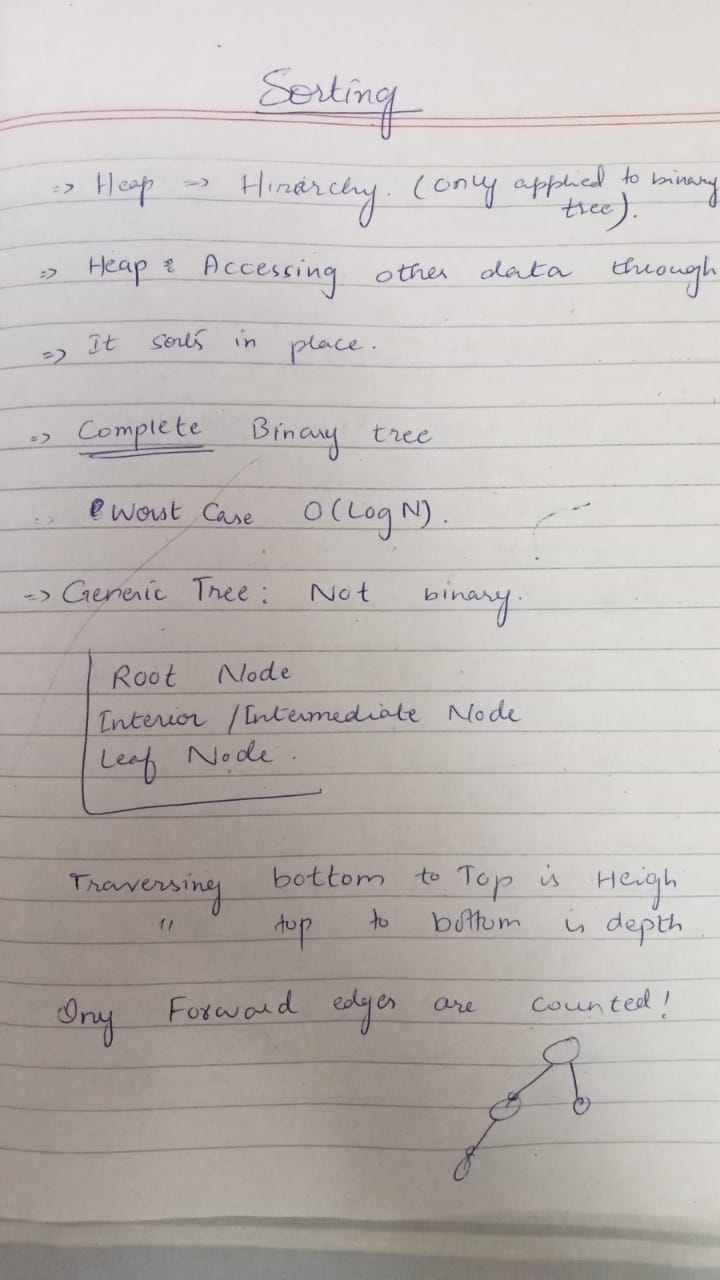 Sorting
=> Heap -> Hirarchy. (only applied to binary
tree).
=> Heap : Accessing other data through
=> It sorts in place.
=> Complete Binary tree
Worst Case O(Log N).
=> Generic Tree : Not binary.
Root Node
Interior / Intermediate Node
Leaf Node.
Traversing bottom to Top is Heigh
" top to bottom is depth
Ony Forward edges are counted!